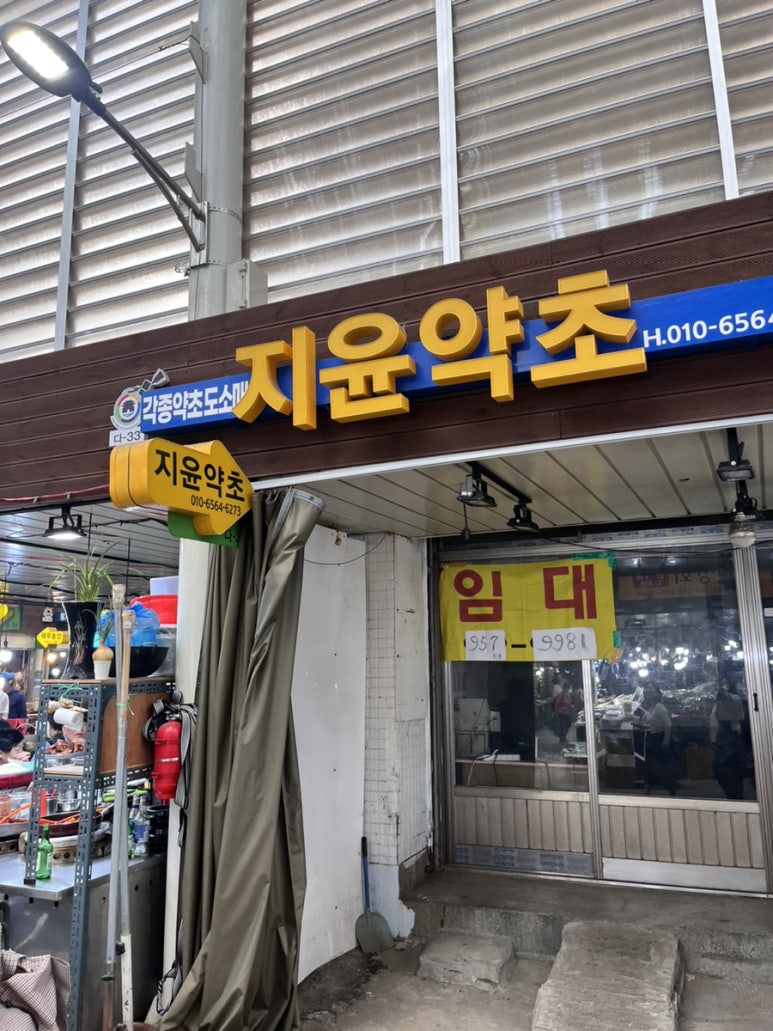 지윤약초
H.010-6564
각종약초도소매
다-33
지윤약초
010-6564-6273
임 대
957-9981